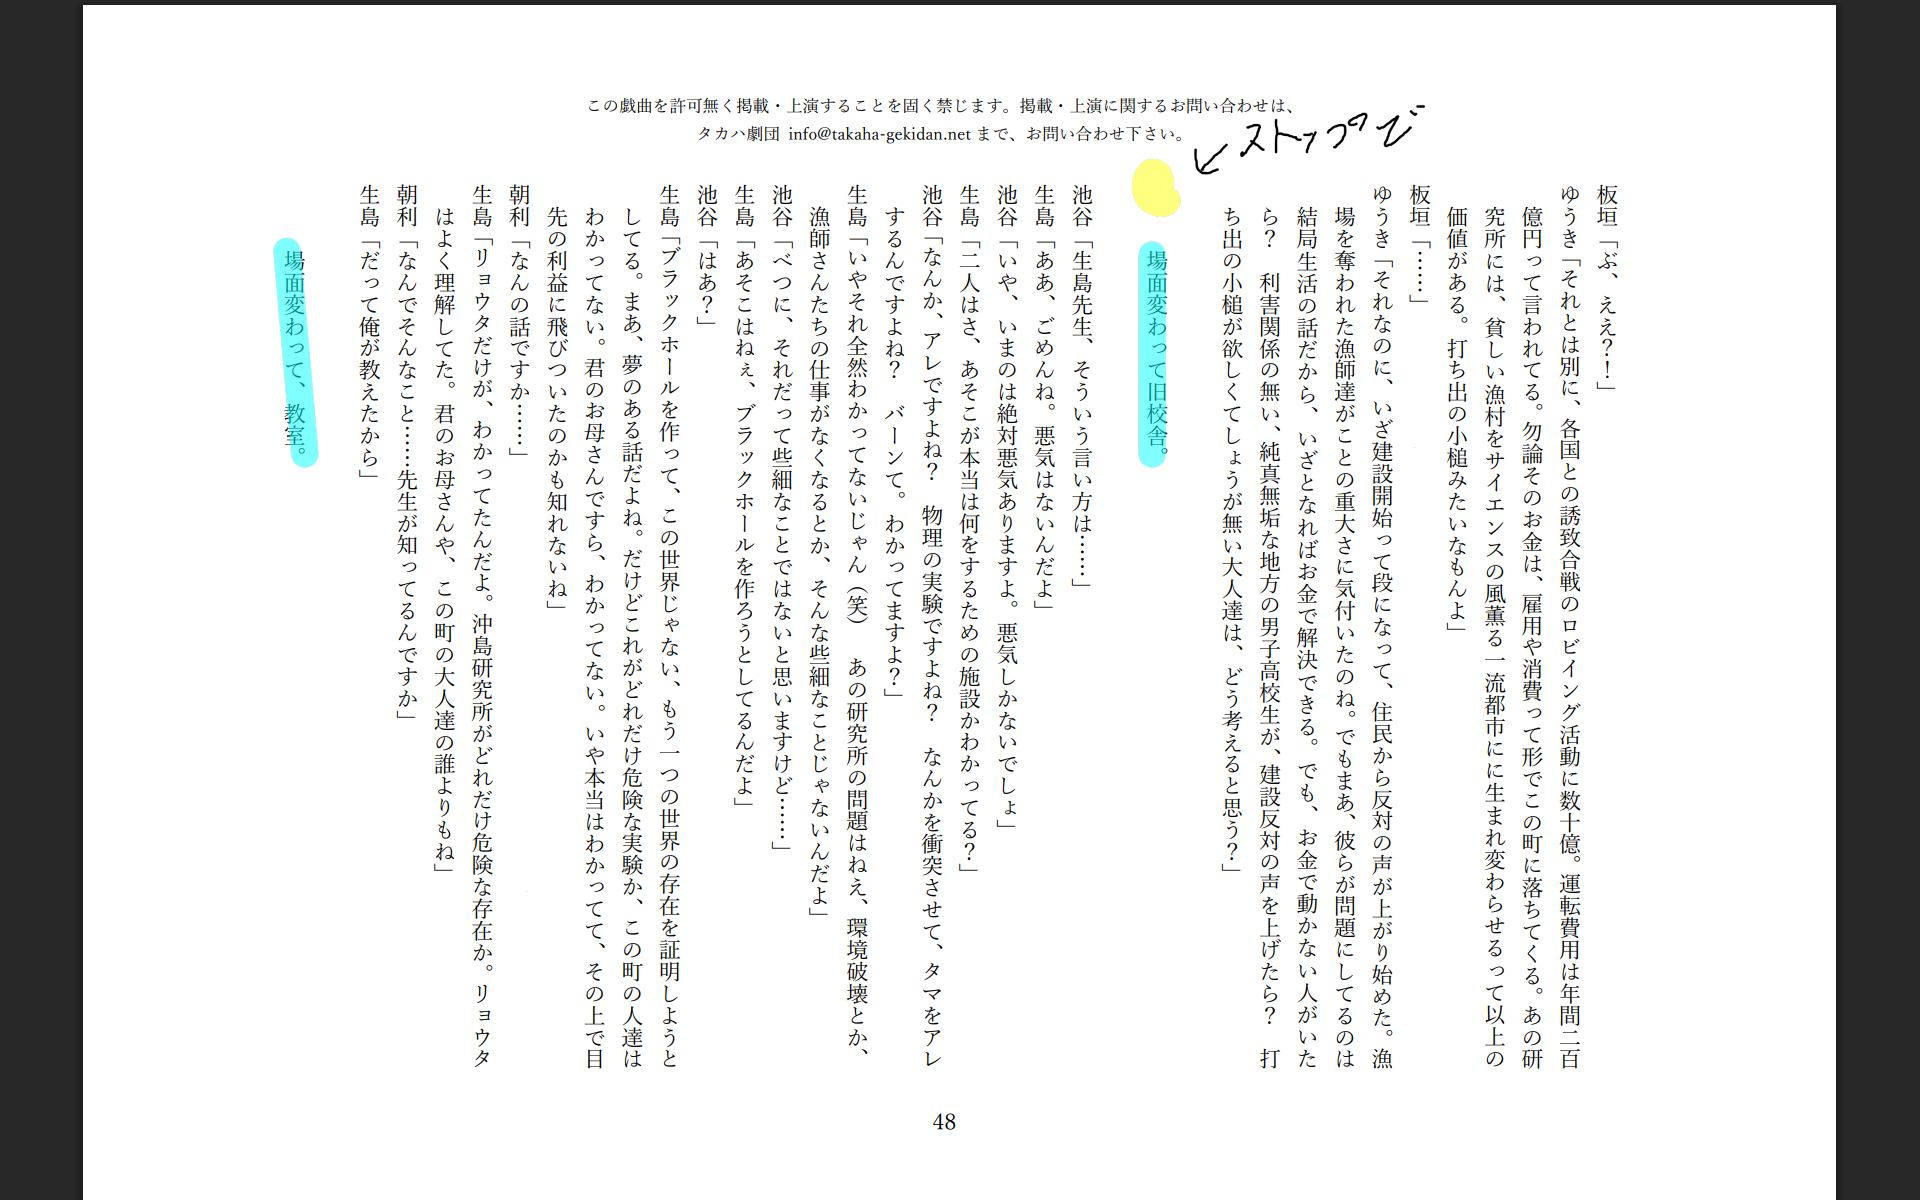 この戯曲を許可無く掲載・上演することを固く禁じます。掲載・上演に関するお問い合わせは、
タカハ劇団 info@takaha-gekidan.net まで、お問い合わせ下さい。
ストップで
板垣「ぶ、ええ？！」
ゆうき「それとは別に、各国との誘致合戦のロビイング活動に数十億。運転費用は年間二百
億円って言われてる。勿論そのお金は、雇用や消費って形でこの町に落ちてくる。あの研
究所には、貧しい漁村をサイエンスの風薫る一流都市にに生まれ変わらせるって以上の
価値がある。打ち出の小槌みたいなもんよ」
板垣「……」
ゆうき「それなのに、いざ建設開始って段になって、住民から反対の声が上がり始めた。漁
場を奪われた漁師達がことの重大さに気付いたのね。でもまあ、彼らが問題にしてるのは
結局生活の話だから、いざとなればお金で解決できる。でも、お金で動かない人がいた
ら？　利害関係の無い、純真無垢な地方の男子高校生が、建設反対の声を上げたら？　打
ち出の小槌が欲しくてしょうが無い大人達は、どう考えると思う？」
場面変わって旧校舎。
池谷「生島先生、そういう言い方は……」
生島「ああ、ごめんね。悪気はないんだよ」
池谷「いや、いまのは絶対悪気ありますよ。悪気しかないでしょ」
生島「二人はさ、あそこが本当は何をするための施設かわかってる？」
池谷「なんか、アレですよね？　物理の実験ですよね？　なんかを衝突させて、タマをアレ
するんですよね？　バーンて。わかってますよ？」
生島「いやそれ全然わかってないじゃん（笑）　あの研究所の問題はねえ、環境破壊とか、
漁師さんたちの仕事がなくなるとか、そんな些細なことじゃないんだよ」
池谷「べつに、それだって些細なことではないと思いますけど……」
生島「あそこはねぇ、ブラックホールを作ろうとしてるんだよ」
池谷「はあ？」
生島「ブラックホールを作って、この世界じゃない、もう一つの世界の存在を証明しようと
してる。まあ、夢のある話だよね。だけどこれがどれだけ危険な実験か、この町の人達は
わかってない。君のお母さんですら、わかってない。いや本当はわかってて、その上で目
先の利益に飛びついたのかも知れないね」
朝利「なんの話ですか……」
生島「リョウタだけが、わかってたんだよ。沖島研究所がどれだけ危険な存在か。リョウタ
はよく理解してた。君のお母さんや、この町の大人達の誰よりもね」
朝利「なんでそんなこと……先生が知ってるんですか」
生島「だって俺が教えたから」
場面変わって、教室。
48